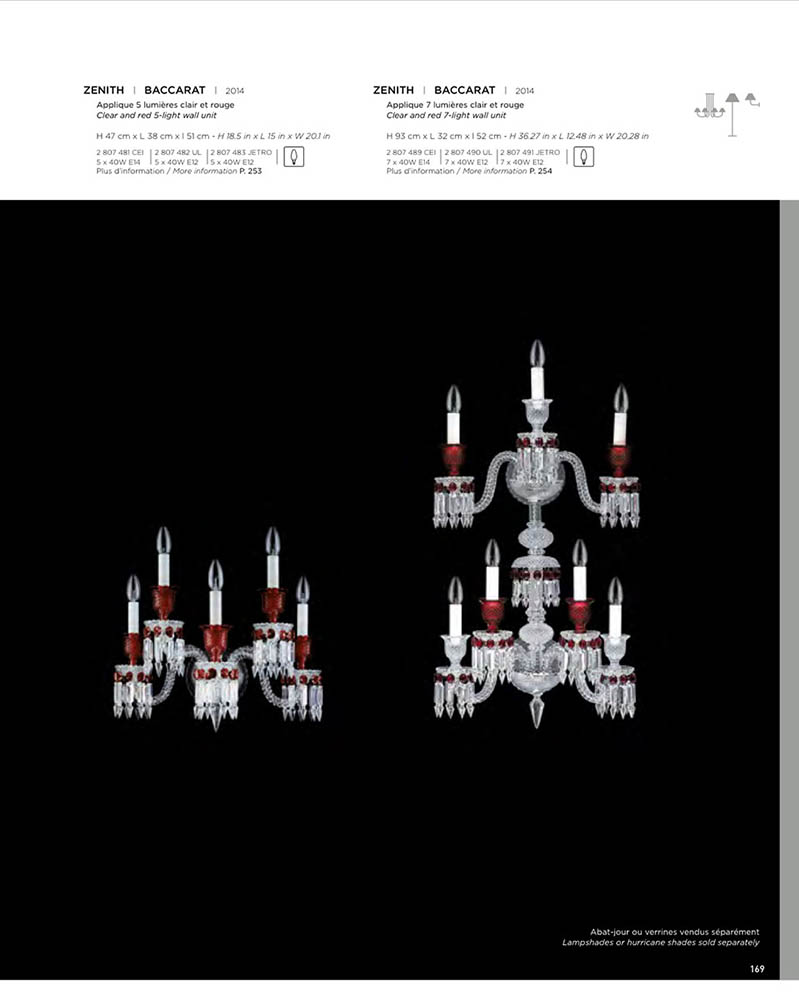 ZENITH | BACCARAT | 2014
Applique 5 lumières clair et rouge
Clear and red 5-light wall unit
H 47 cm x L 38 cm x l 51 cm - H 18.5 in x L 15 in x W 20.1 in
2 807 481 CEI | 2 807 482 UL | 2 807 483 JETRO |
5 x 40W E14 | 5 x 40W E12 | 5 x 40W E12
Plus d'information / More information P. 253
ZENITH | BACCARAT | 2014
Applique 7 lumières clair et rouge
Clear and red 7-light wall unit
H 93 cm x L 32 cm x l 52 cm - H 36.27 in x L 12.48 in x W 20.28 in
2 807 489 CEI | 2 807 490 UL | 2 807 491 JETRO |
7 x 40W E14 | 7 x 40W E12 | 7 x 40W E12
Plus d'information / More information P. 254
Abat-jour ou verrines vendus séparément
Lampshades or hurricane shades sold separately
169